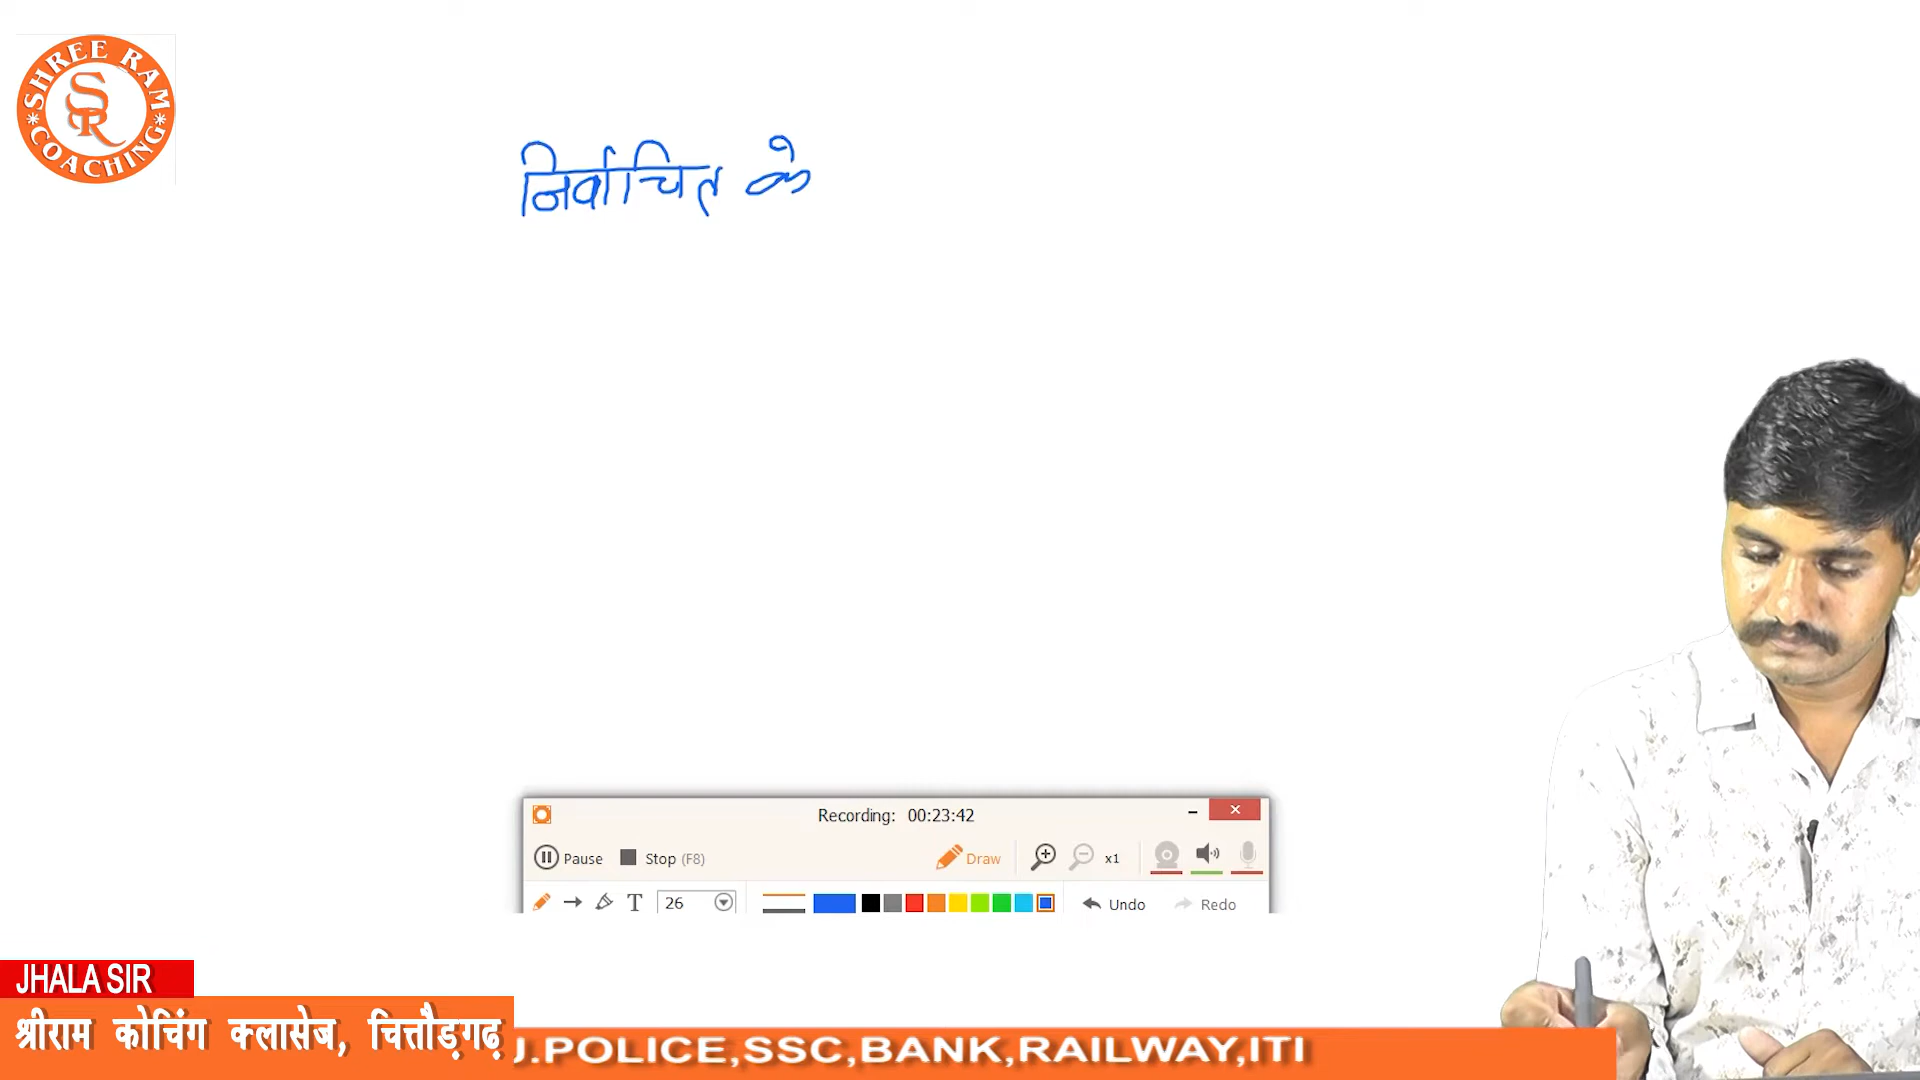 SHREE RAM
SR
COACHING
निर्वाचित के
Recording: 00:23:42
Pause
Stop (F8)
Draw
x1
T
26
Undo
Redo
JHALA SIR
श्रीराम कोचिंग क्लासेज, चित्तौड़गढ़
J.POLICE,SSC,BANK,RAILWAY,ITI